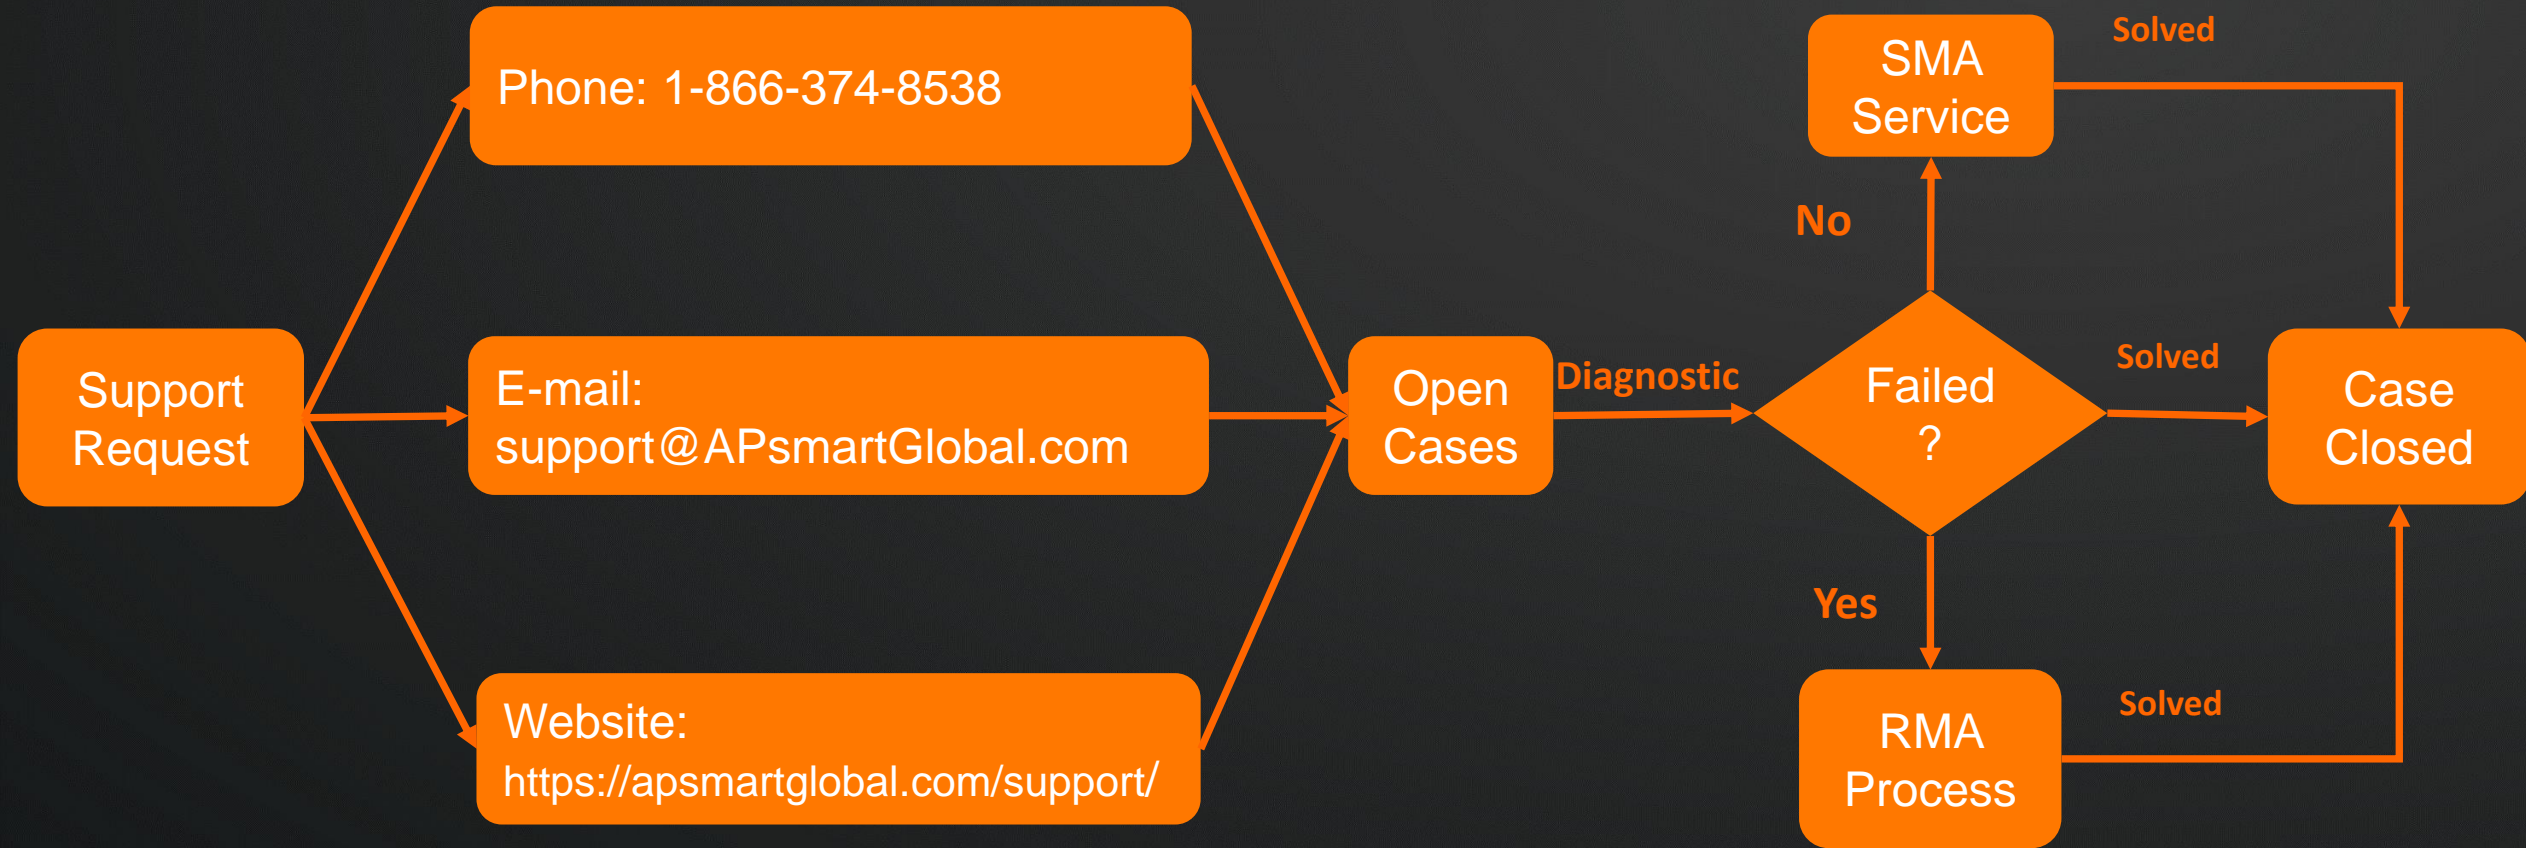 Support
Request
Phone: 1-866-374-8538
E-mail:
support@APsmartGlobal.com
Website:
https://apsmartglobal.com/support/
Open
Cases
Diagnostic
Failed
?
No
SMA
Service
Solved
Solved
Yes
RMA
Process
Solved
Case
Closed